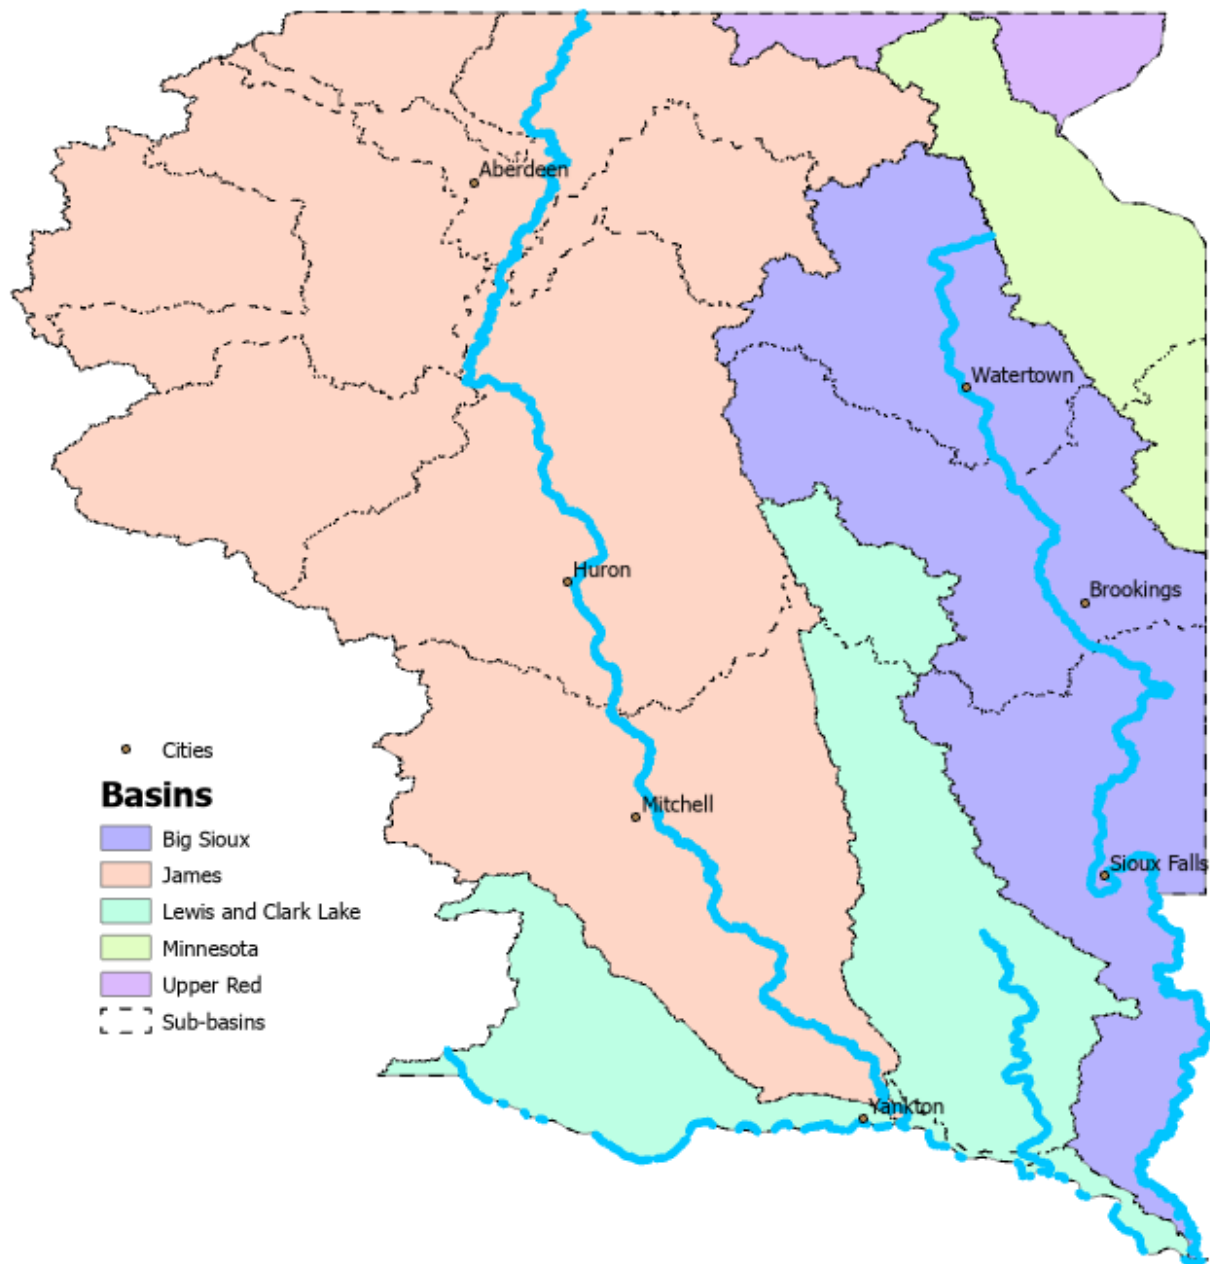 Aberdeen
Watertown
Huron
Brookings
Cities
Basins
Mitchell
Big Sioux
Sioux Falls
James
Lewis and Clark Lake
Minnesota
Upper Red
Sub-basins
Yankton